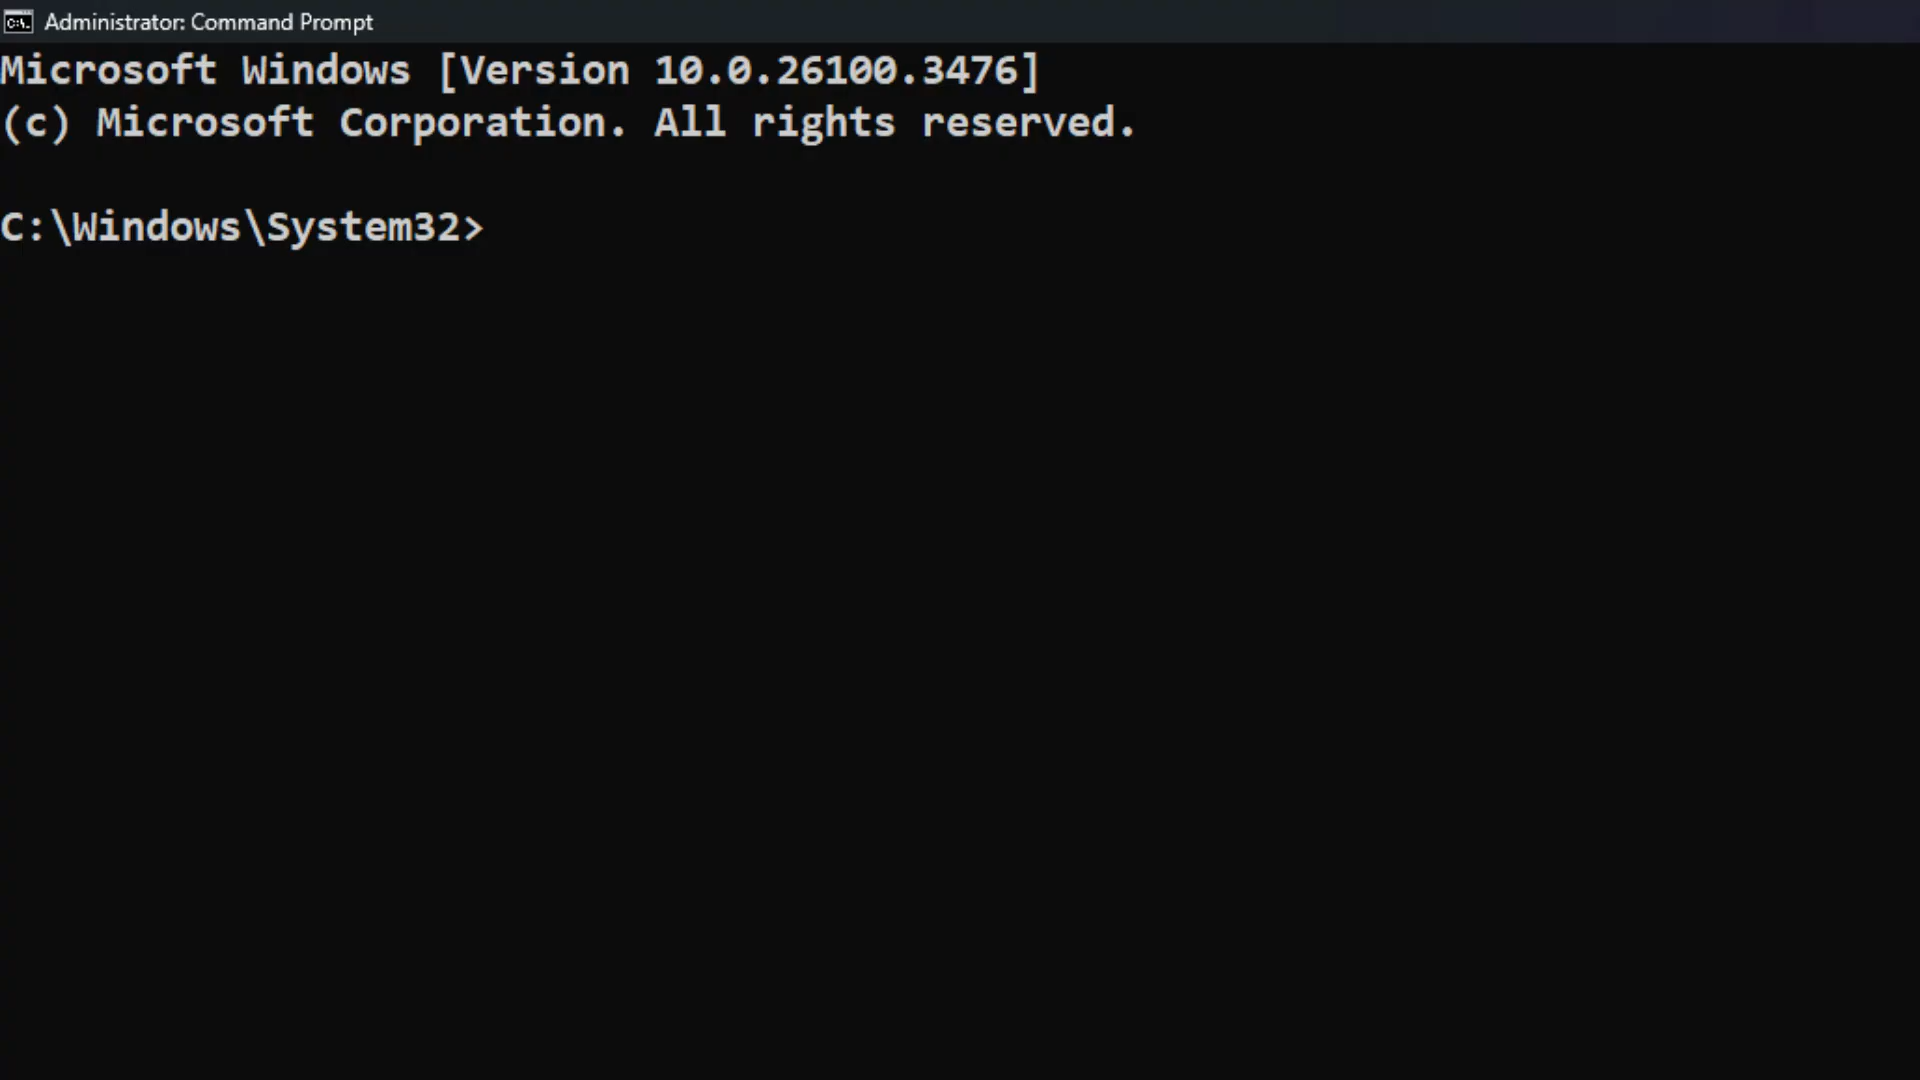 Administrator: Command Prompt
Microsoft Windows [Version 10.0.26100.3476]
(c) Microsoft Corporation. All rights reserved.
C:\Windows\System32>